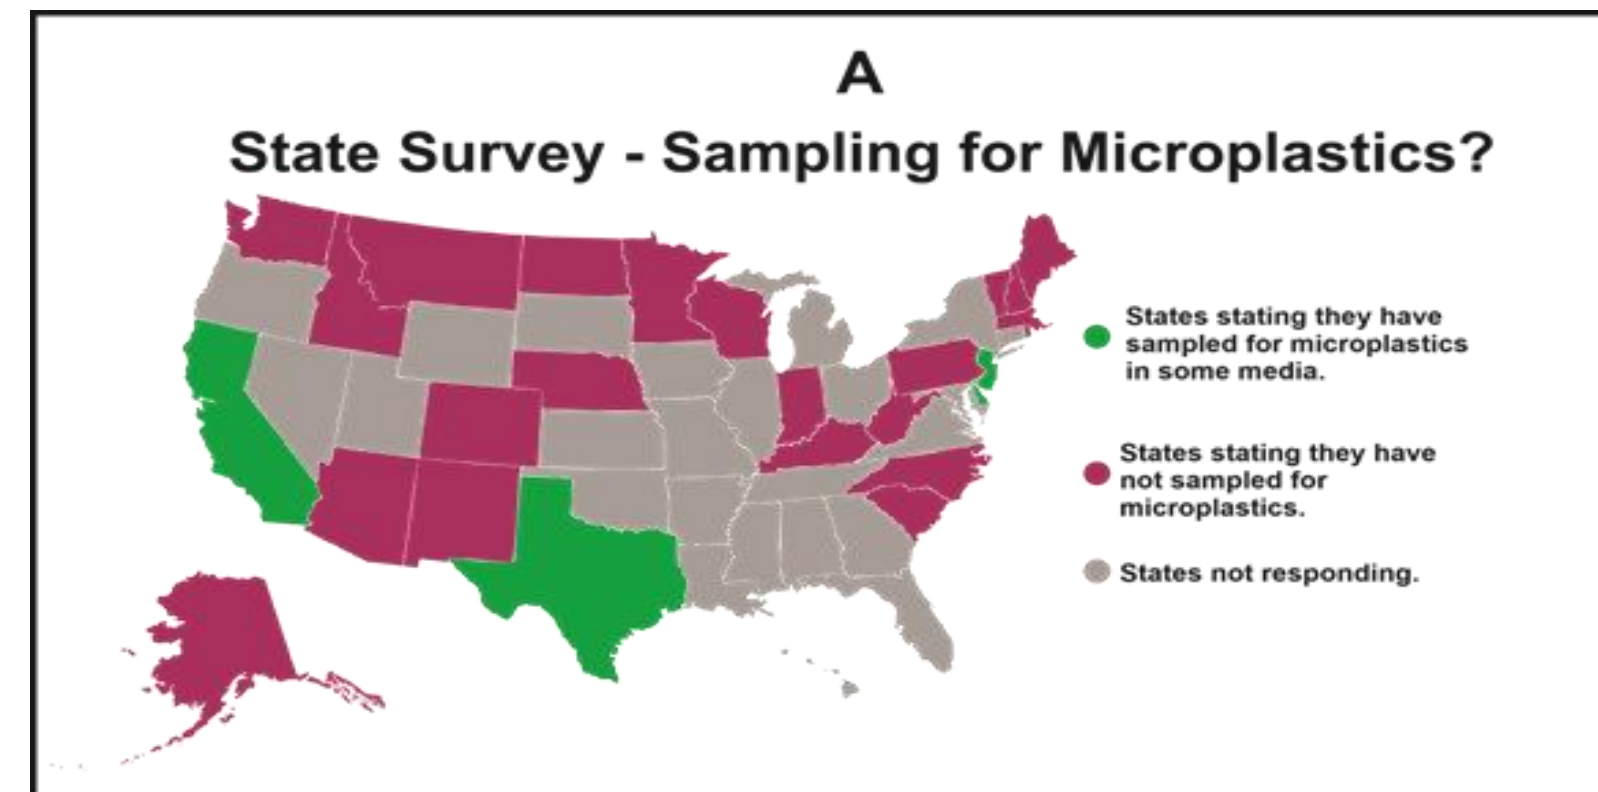 A
State Survey - Sampling for Microplastics?
States stating they have
sampled for microplastics
in some media.
States stating they have
not sampled for
microplastics.
States not responding.